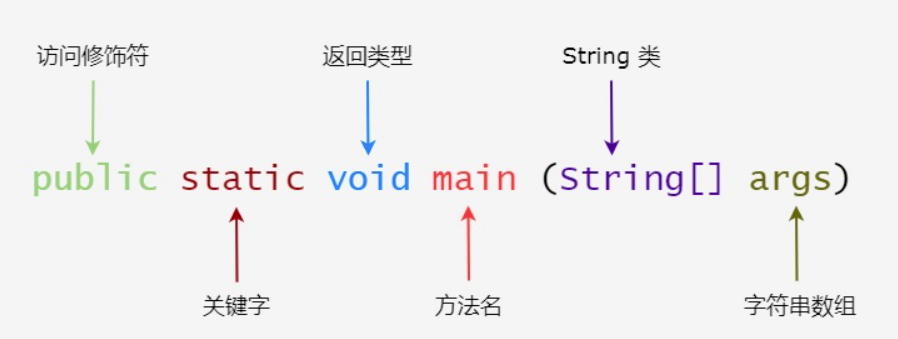 访问修饰符 返回类型 String 类
public static void main (String[] args)
关键字 方法名 字符串数组